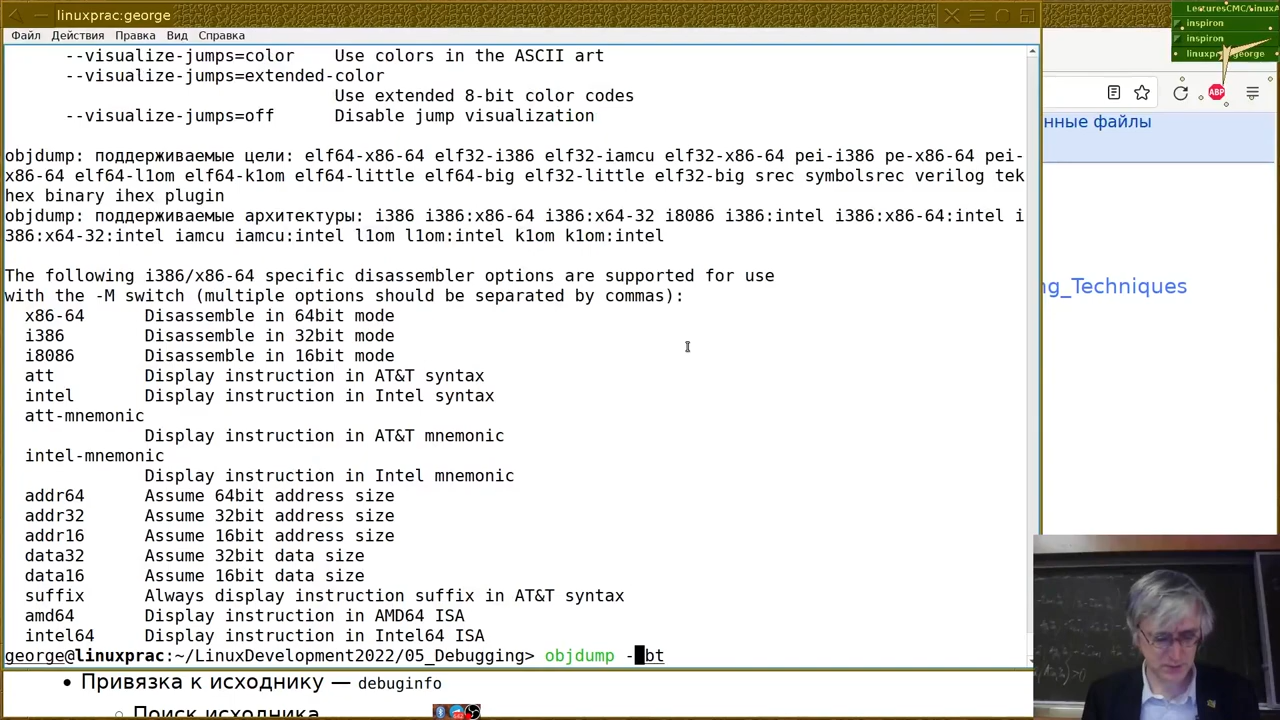 linuxprac:george
Файл Действия Правка Вид Справка
--visualize-jumps=color Use colors in the ASCII art
--visualize-jumps=extended-color
Use extended 8-bit color codes
--visualize-jumps=off Disable jump visualization
objdump: поддерживаемые цели: elf64-x86-64 elf32-i386 elf32-iamcu elf32-x86-64 pei-i386 pe-x86-64 pei-
x86-64 elf64-l1om elf64-k1om elf64-little elf64-big elf32-little elf32-big srec symbolsrec verilog tek
hex binary ihex plugin
objdump: поддерживаемые архитектуры: i386 i386:x86-64 i386:x64-32 i8086 i386:intel i386:x86-64:intel i
386:x64-32:intel iamcu iamcu:intel l1om l1om:intel k1om k1om:intel
The following i386/x86-64 specific disassembler options are supported for use
with the -M switch (multiple options should be separated by commas):
x86-64 Disassemble in 64bit mode
i386 Disassemble in 32bit mode
i8086 Disassemble in 16bit mode
att Display instruction in AT&T syntax
intel Display instruction in Intel syntax
att-mnemonic
Display instruction in AT&T mnemonic
intel-mnemonic
Display instruction in Intel mnemonic
addr64 Assume 64bit address size
addr32 Assume 32bit address size
addr16 Assume 16bit address size
data32 Assume 32bit data size
data16 Assume 16bit data size
suffix Always display instruction suffix in AT&T syntax
amd64 Display instruction in AMD64 ISA
intel64 Display instruction in Intel64 ISA
george@linuxprac:~/LinuxDevelopment2022/05_Debugging> objdump - bt
• Привязка к исходнику — debuginfo
Поиск исходника
LecturesCMC/linuxA
inspiron
inspiron
linuxprac:george
ABP
нные файлы
ng_Techniques